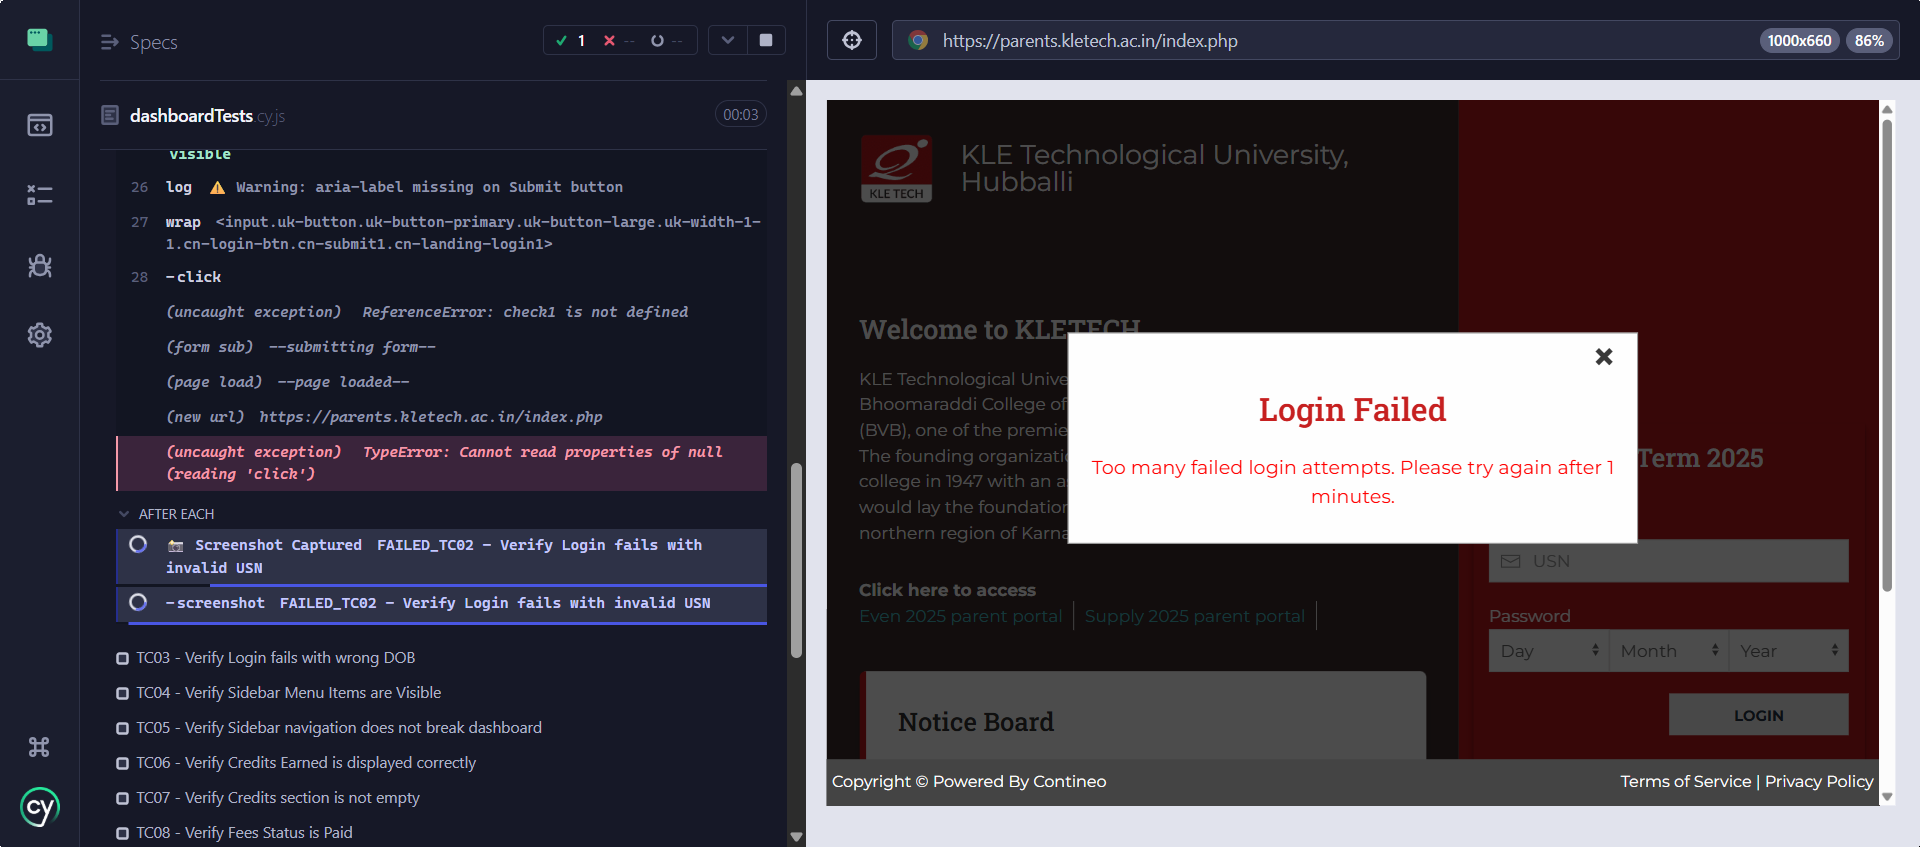 Specs
1 -- --
dashboardTests.cy.js 00:03
visible
26 log ⚠ Warning: aria-label missing on Submit button
27 wrap <input.uk-button.uk-button-primary.uk-button-large.uk-width-1-
1.cn-login-btn.cn-submit1.cn-landing-login1>
28 -click
(uncaught exception) ReferenceError: check1 is not defined
(form sub) --submitting form--
(page load) --page loaded--
(new url) https://parents.kletech.ac.in/index.php
(uncaught exception) TypeError: Cannot read properties of null
(reading 'click')
AFTER EACH
📸 Screenshot Captured FAILED_TC02 - Verify Login fails with
invalid USN
-screenshot FAILED_TC02 - Verify Login fails with invalid USN
TC03 - Verify Login fails with wrong DOB
TC04 - Verify Sidebar Menu Items are Visible
TC05 - Verify Sidebar navigation does not break dashboard
TC06 - Verify Credits Earned is displayed correctly
TC07 - Verify Credits section is not empty
TC08 - Verify Fees Status is Paid
cy
https://parents.kletech.ac.in/index.php 1000x660 86%
KLE TECH
KLE Technological University,
Hubballi
Welcome to KLETECH
KLE Technological Unive
Bhoomaraddi College of
(BVB), one of the premie
The founding organizati
college in 1947 with an a
would lay the foundation
northern region of Karna
Click here to access
Even 2025 parent portal | Supply 2025 parent portal |
Notice Board
Login Failed
Too many failed login attempts. Please try again after 1
minutes.
Term 2025
USN
Password
Day Month Year
LOGIN
Copyright © Powered By Contineo
Terms of Service | Privacy Policy